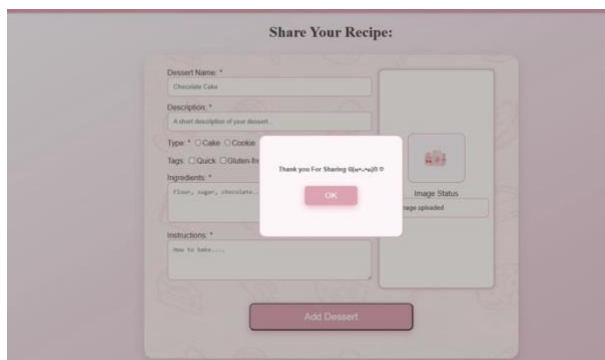 Share Your Recipe:
Dessert Name: *
Chocolate Cake
Description: *
A short description of your dessert.
Type: * Cake Cookie
Tags: Quick Gluten-fr
Ingredients: *
Flour, sugar, chocolate...
Instructions: *
How to bake....
Thank you For Sharing
OK
Image Status
mage uploaded
Add Dessert